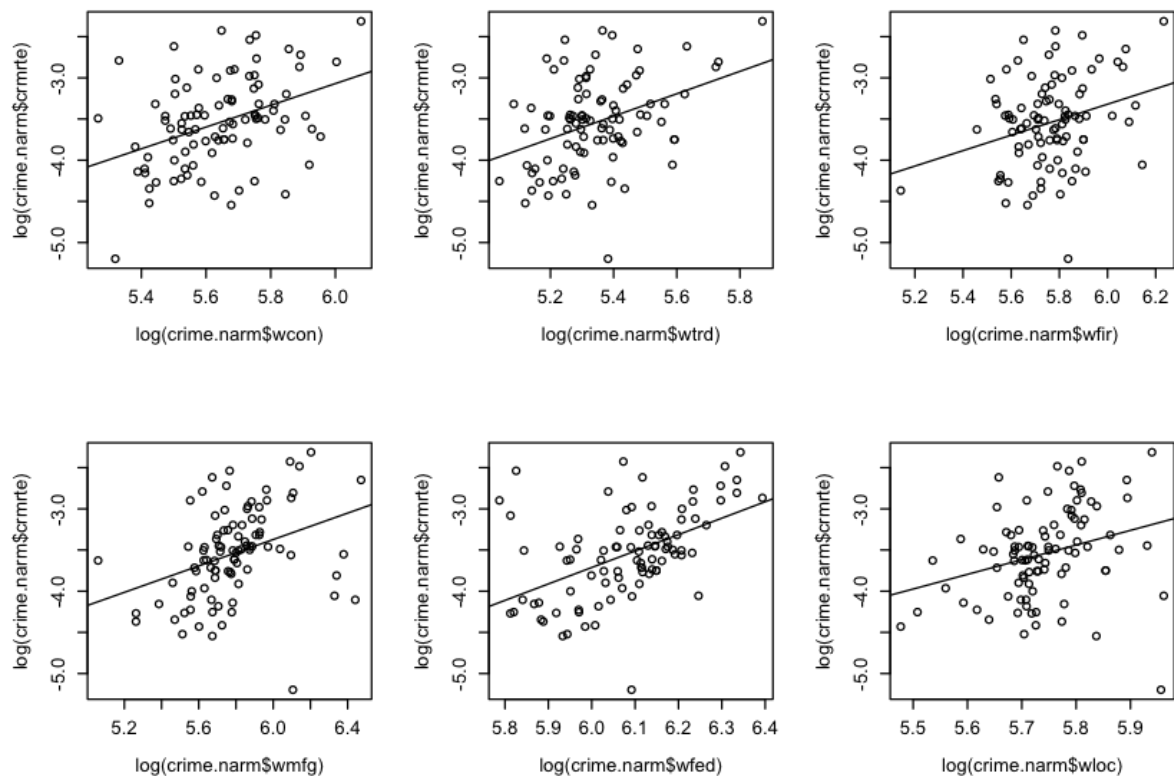 log(crime.narm$crmrte)
-3.0
-4.0
-5.0
5.4 5.6 5.8 6.0
log(crime.narm$wcon)
log(crime.narm$crmrte)
-3.0
-4.0
-5.0
5.2 5.4 5.6 5.8
log(crime.narm$wtrd)
log(crime.narm$crmrte)
-3.0
-4.0
-5.0
5.2 5.4 5.6 5.8 6.0 6.2
log(crime.narm$wfir)
log(crime.narm$crmrte)
-3.0
-4.0
-5.0
5.2 5.6 6.0 6.4
log(crime.narm$wmfg)
log(crime.narm$crmrte)
-3.0
-4.0
-5.0
5.8 5.9 6.0 6.1 6.2 6.3 6.4
log(crime.narm$wfed)
log(crime.narm$crmrte)
-3.0
-4.0
-5.0
5.5 5.6 5.7 5.8 5.9
log(crime.narm$wloc)